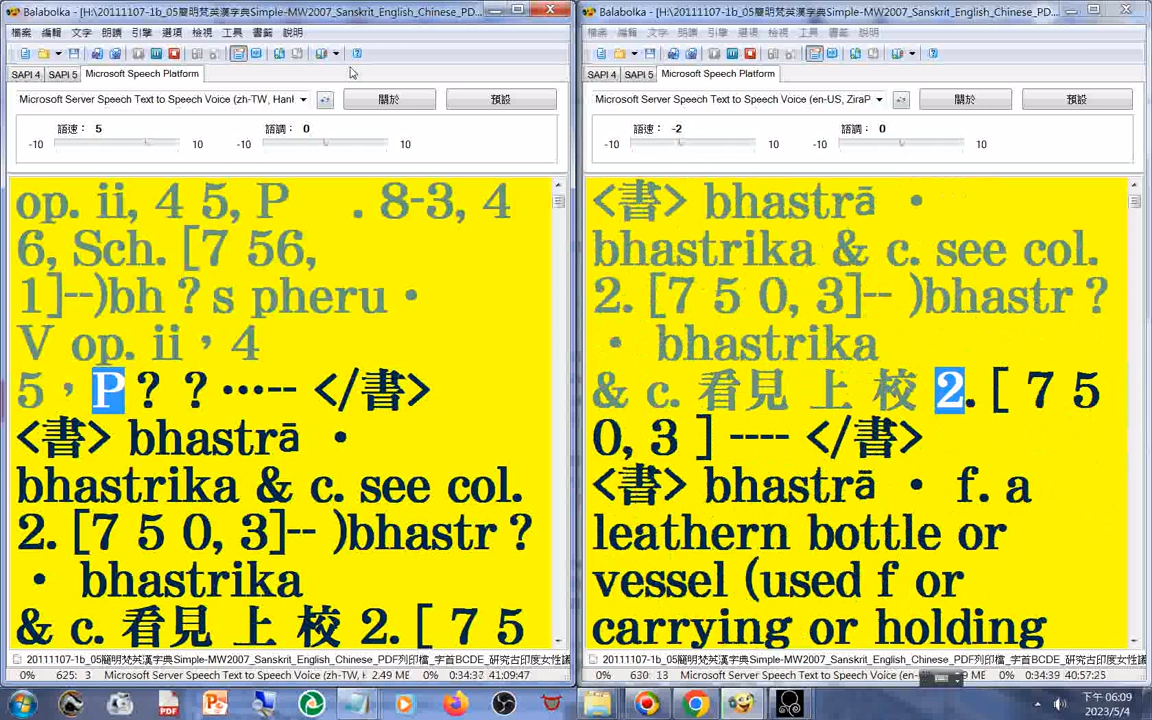 Balabolka - [H:\20111107-1b_05簡明梵英漢字典Simple-MW2007_Sanskrit_English_Chinese_PD...
檔案 編輯 文字 朗讀 引擎 選項 檢視 工具 書籤 說明
SAPI 4 SAPI 5 Microsoft Speech Platform
Microsoft Server Speech Text to Speech Voice (zh-TW, Hanl 關於 預設
語速： 5 語調： 0
-10 10 -10 10
op. ii, 4 5, P . 8-3, 4
6, Sch. [7 56,
1]--)bh？s pheru •
V op. ii，4
5，P？？…-- </書>
<書> bhastrā •
bhastrika & c. see col.
2. [7 5 0, 3]-- )bhastr？
• bhastrika
& c. 看見 上 校 2. [ 7 5
20111107-1b_05簡明梵英漢字典Simple-MW2007_Sanskrit_English_Chinese_PDF列印檔_字首BCDE_研究古印度女性議
0% 625: 3 Microsoft Server Speech Text to Speech Voice (zh-TW, H 2.49 MB 0% 0:34:37 41:09:47
Balabolka - [H:\20111107-1b_05簡明梵英漢字典Simple-MW2007_Sanskrit_English_Chinese_PD...
檔案 編輯 文字 朗讀 引擎 選項 檢視 工具 書籤 說明
SAPI 4 SAPI 5 Microsoft Speech Platform
Microsoft Server Speech Text to Speech Voice (en-US, ZiraP 關於 預設
語速： -2 語調： 0
-10 10 -10 10
<書> bhastrā •
bhastrika & c. see col.
2. [7 5 0, 3]-- )bhastr？
• bhastrika
& c. 看見 上 校 2. [ 7 5
0, 3 ] ---- </書>
<書> bhastrā • f. a
leathern bottle or
vessel (used f or
carrying or holding
20111107-1b_05簡明梵英漢字典Simple-MW2007_Sanskrit_English_Chinese_PDF列印檔_字首BCDE_研究古印度女性議
0% 630: 13 Microsoft Server Speech Text to Speech Voice (en-US, ME 0% 0:34:39 40:57:25
下午 06:09
2023/5/4